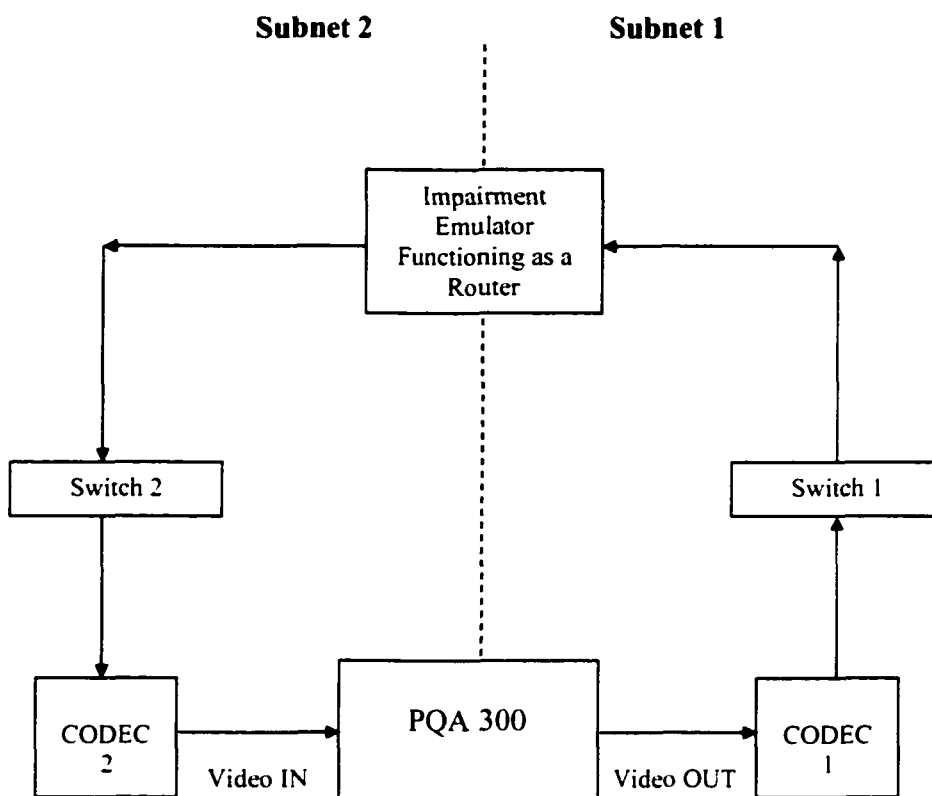 Subnet 2
Subnet 1
Impairment
Emulator
Functioning as a
Router
Switch 2
Switch 1
CODEC
2
Video IN
PQA 300
Video OUT
CODEC
1